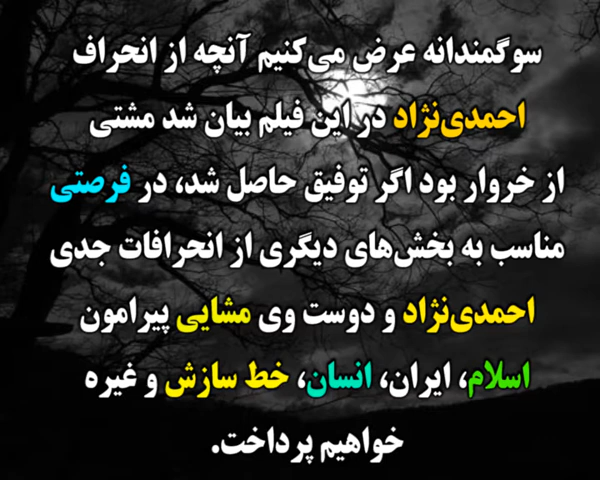 سوگمندانه عرض می‌کنیم آنچه از انحراف
احمدی‌نژاد در این فیلم بیان شد مشتی
از خروار بود اگر توفیق حاصل شد، در فرصتی
مناسب به بخش‌های دیگری از انحرافات جدی
احمدی‌نژاد و دوست وی مشایی پیرامون
اسلام، ایران، انسان، خط سازش و غیره
خواهیم پرداخت.